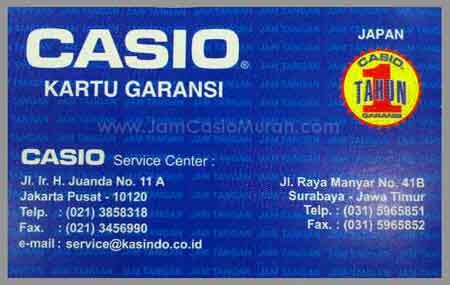 CASIO®
KARTU GARANSI
JAPAN
CASIO
1
TAHUN
GARANSI
www.JamCasioMurah.com
CASIO Service Center :
Jl. Ir. H. Juanda No. 11 A
Jakarta Pusat - 10120
Telp. : (021) 3858318
Fax. : (021) 3456990
e-mail : service@kasindo.co.id
Jl. Raya Manyar No. 41B
Surabaya - Jawa Timur
Telp. : (031) 5965851
Fax. : (031) 5965852